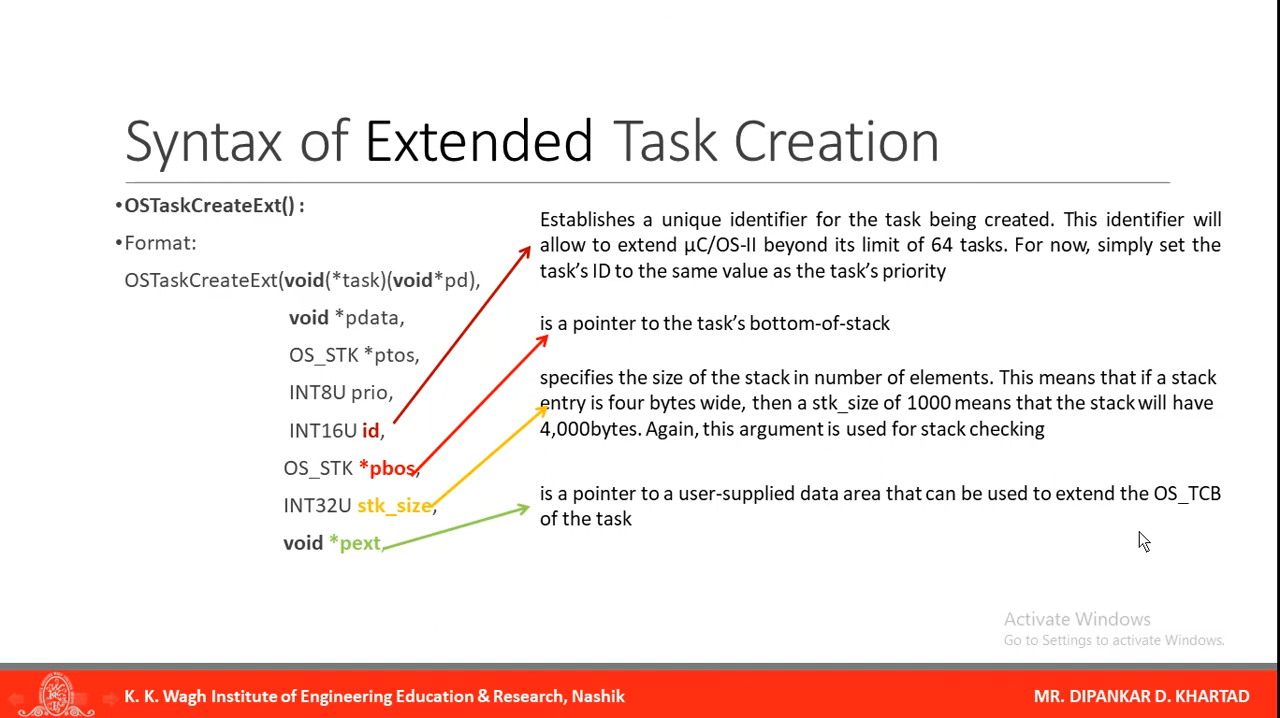 Syntax of Extended Task Creation
•OSTaskCreateExt() :
•Format:
OSTaskCreateExt(void(*task)(void*pd),
void *pdata,
OS_STK *ptos,
INT8U prio,
INT16U id,
OS_STK *pbos,
INT32U stk_size,
void *pext,
Establishes a unique identifier for the task being created. This identifier will
allow to extend µC/OS-II beyond its limit of 64 tasks. For now, simply set the
task’s ID to the same value as the task’s priority
is a pointer to the task’s bottom-of-stack
specifies the size of the stack in number of elements. This means that if a stack
entry is four bytes wide, then a stk_size of 1000 means that the stack will have
4,000bytes. Again, this argument is used for stack checking
is a pointer to a user-supplied data area that can be used to extend the OS_TCB
of the task
Activate Windows
Go to Settings to activate Windows.
K. K. Wagh Institute of Engineering Education & Research, Nashik
MR. DIPANKAR D. KHARTAD